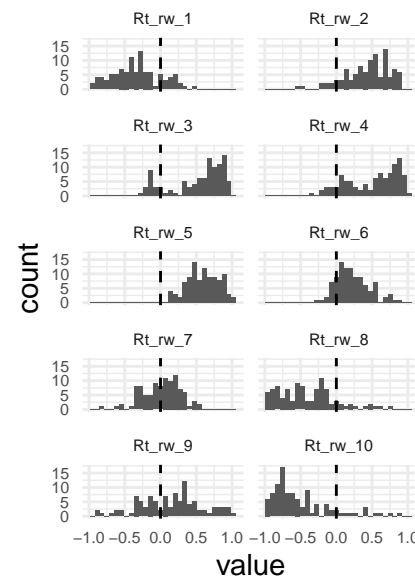 Rt_rw_1 Rt_rw_2
15
10
5
0
Rt_rw_3 Rt_rw_4
15
10
5
0
Rt_rw_5 Rt_rw_6
15
10
5
0
Rt_rw_7 Rt_rw_8
15
10
5
0
Rt_rw_9 Rt_rw_10
15
10
5
0
−1.0 −0.5 0.0 0.5 1.0 −1.0 −0.5 0.0 0.5 1.0
count
value